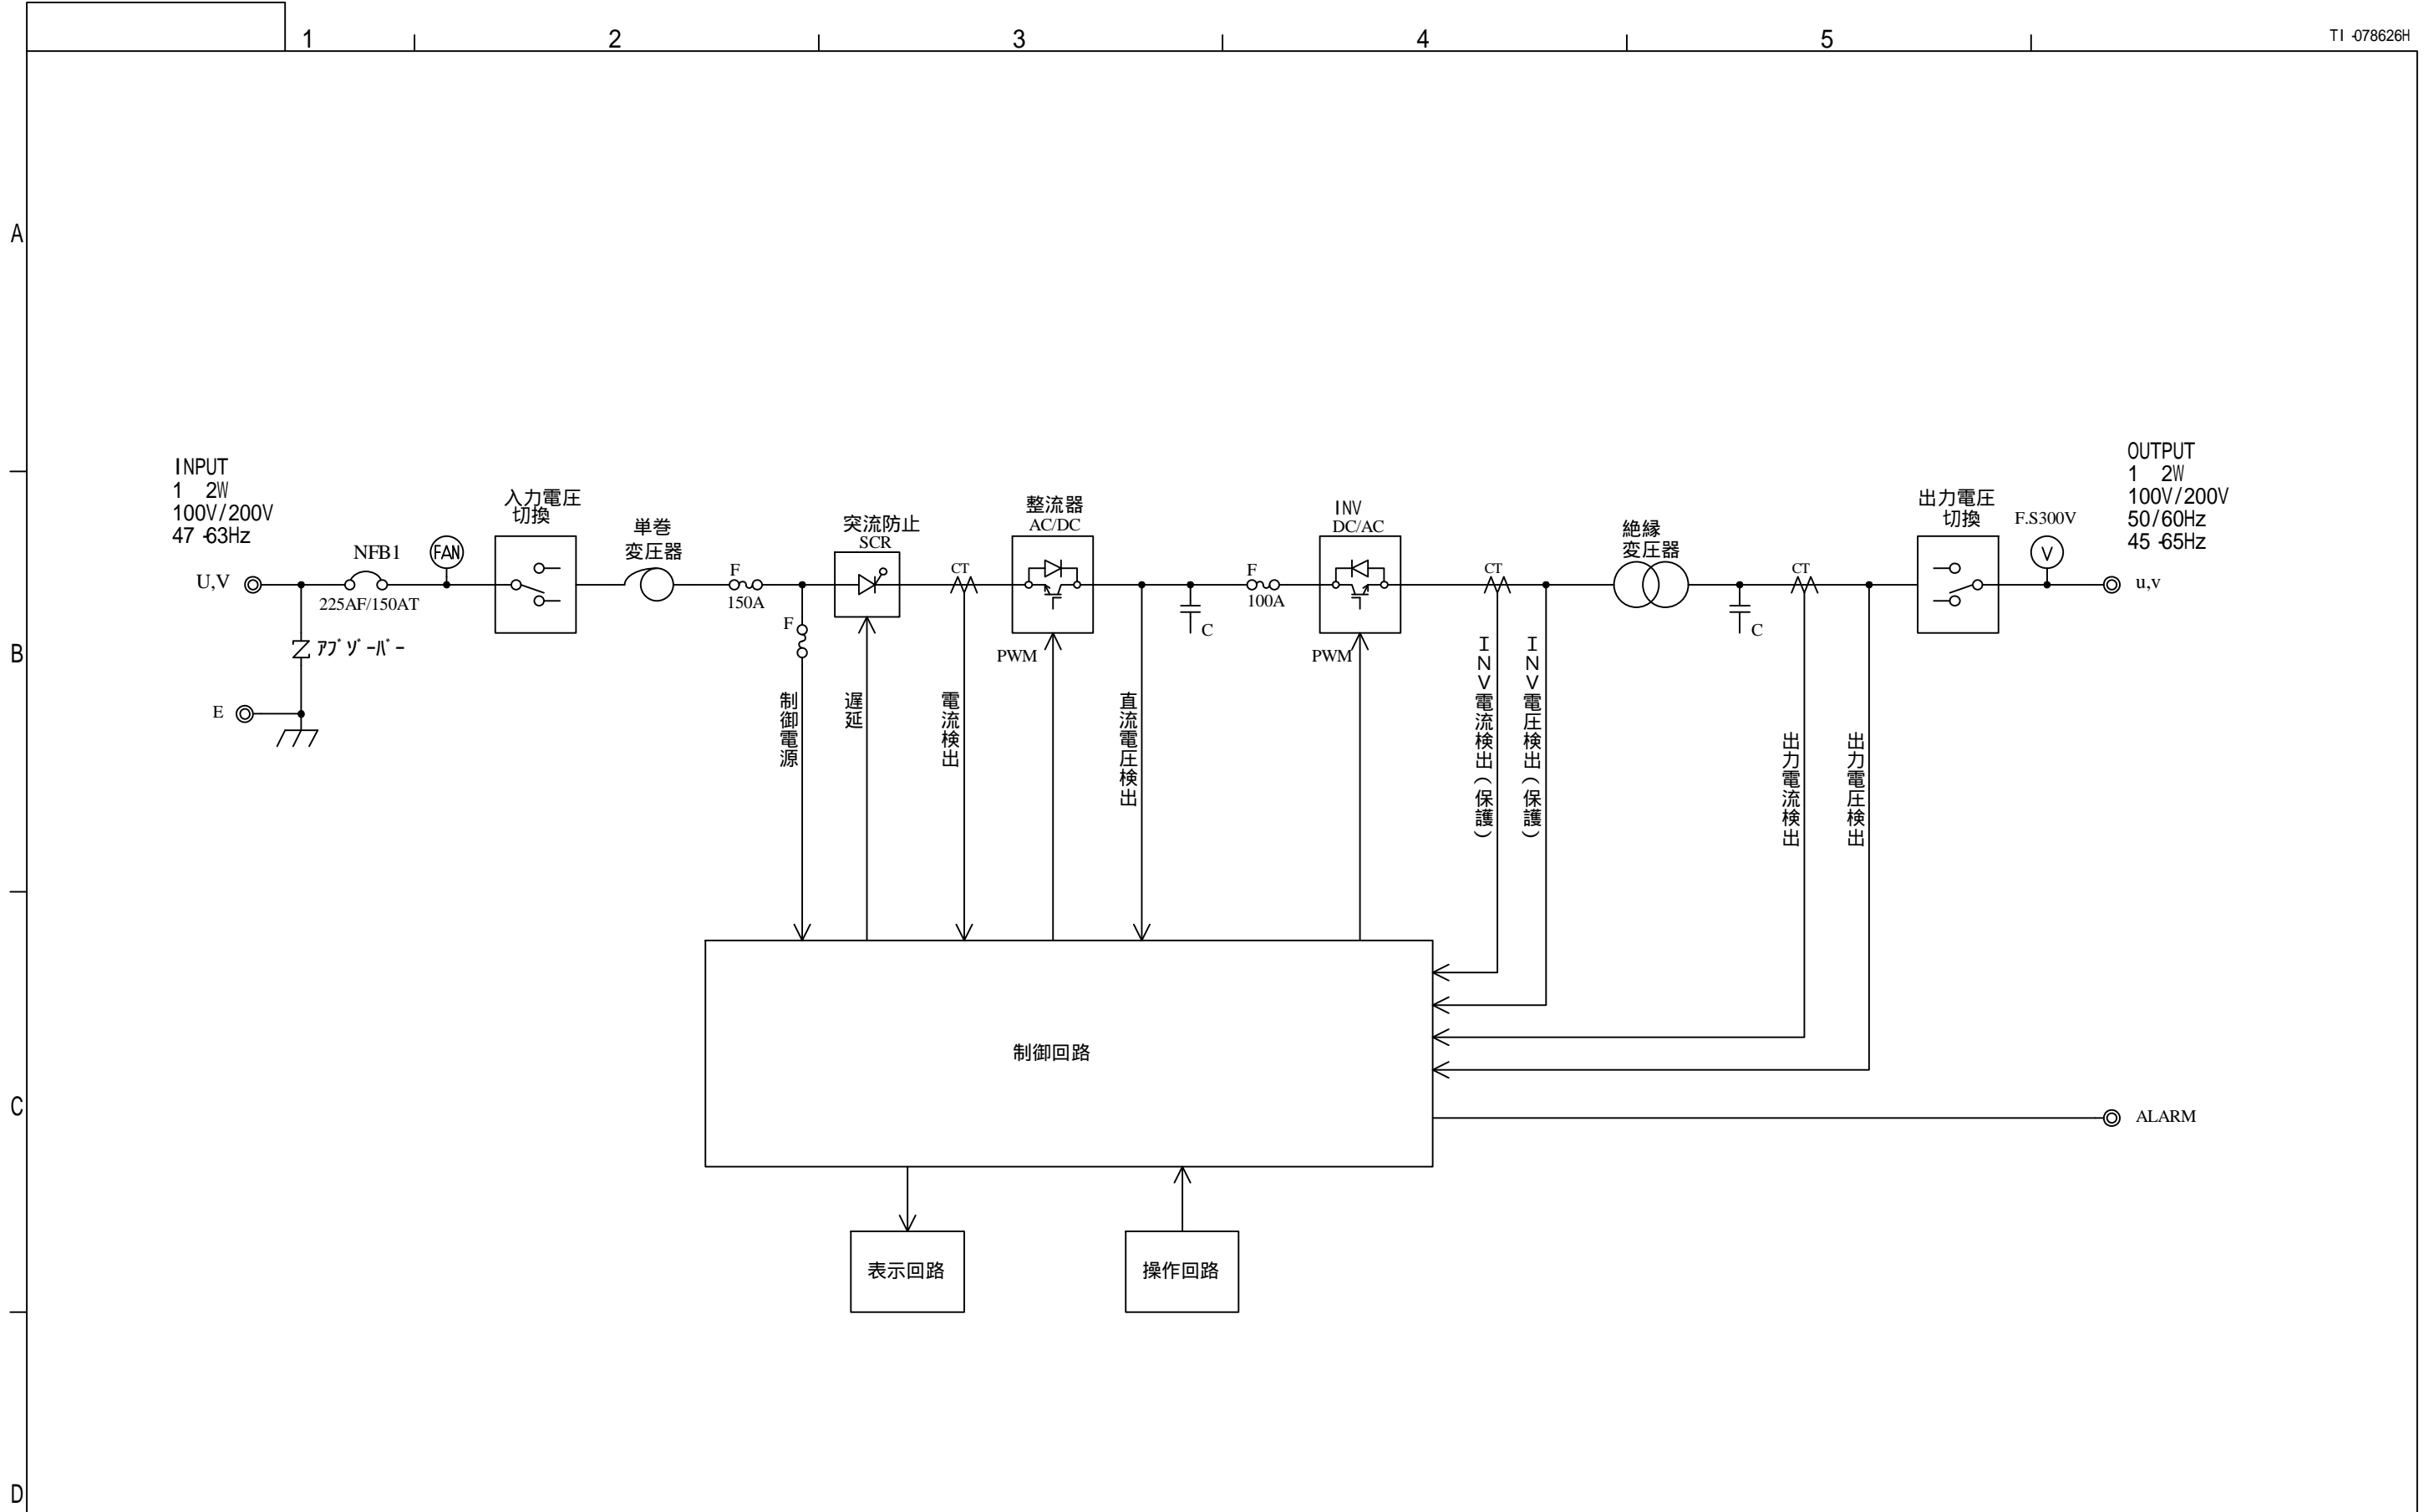 1
2
3
4
5
TI-078626H
A
B
C
D
INPUT
1 2W
100V/200V
47-63Hz
U,V
E
NFB1
225AF/150AT
アブゾーバー
FAN
入力電圧
切換
単巻
変圧器
F
150A
F
突流防止
SCR
CT
整流器
AC/DC
PWM
C
F
100A
INV
DC/AC
PWM
CT
絶縁
変圧器
C
CT
出力電圧
切換
F.S300V
V
OUTPUT
1 2W
100V/200V
50/60Hz
45-65Hz
u,v
制御電源
遅延
電流検出
直流電圧検出
INV電流検出(保護)
INV電圧検出(保護)
出力電流検出
出力電圧検出
制御回路
ALARM
表示回路
操作回路